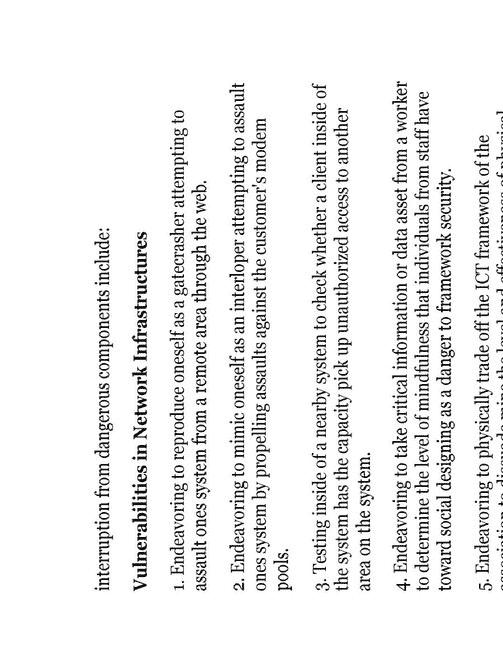 interruption from dangerous components include:
Vulnerabilities in Network Infrastructures
1. Endeavoring to reproduce oneself as a gatecrasher attempting to
assault ones system from a remote area through the web.
2. Endeavoring to mimic oneself as an interloper attempting to assault
ones system by propelling assaults against the customer's modem
pools.
3. Testing inside of a nearby system to check whether a client inside of
the system has the capacity pick up unauthorized access to another
area on the system.
4. Endeavoring to take critical information or data asset from a worker
to determine the level of mindfulness that individuals from staff have
toward social designing as a danger to framework security.
5. Endeavoring to physically trade off the ICT framework of the